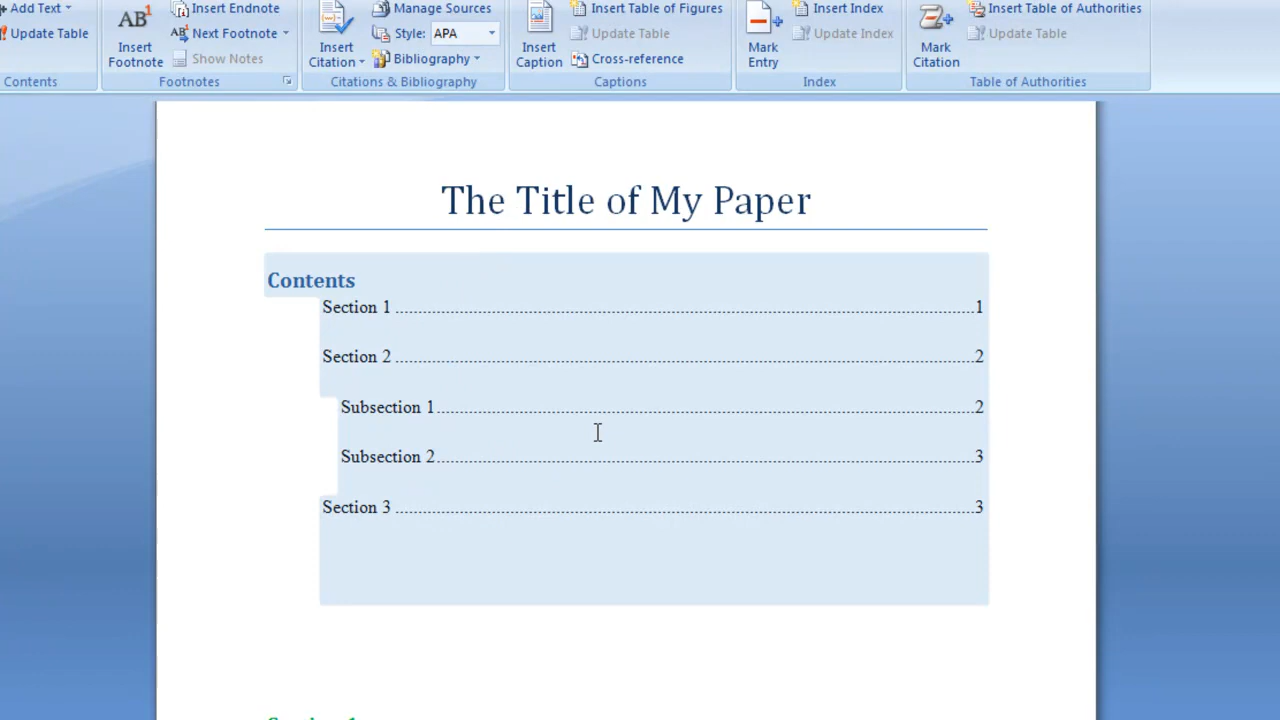 Add Text
Insert Endnote
Manage Sources
Insert Table of Figures
Insert Index
Insert Table of Authorities
Update Table
AB¹
Insert Footnote
AB¹ Next Footnote
Insert Citation
Style: APA
Insert Caption
Update Table
Mark Entry
Update Index
Mark Citation
Update Table
Show Notes
Bibliography
Cross-reference
Contents
Footnotes
Citations & Bibliography
Captions
Index
Table of Authorities
The Title of My Paper
Contents
Section 1 ........................................ 1
Section 2 ........................................ 2
Subsection 1 ........................................ 2
Subsection 2 ........................................ 3
Section 3 ........................................ 3